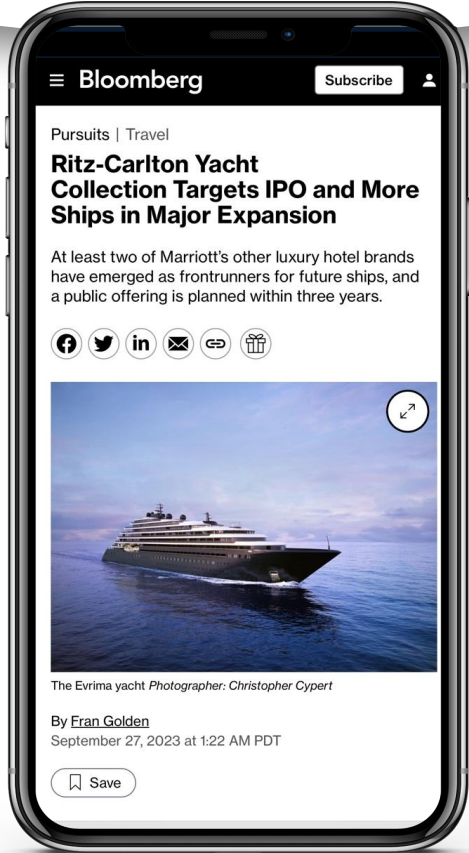 Bloomberg
Subscribe
Pursuits | Travel
Ritz-Carlton Yacht
Collection Targets IPO and More
Ships in Major Expansion
At least two of Marriott's other luxury hotel brands
have emerged as frontrunners for future ships, and
a public offering is planned within three years.
in
The Evrima yacht Photographer: Christopher Cypert
By Fran Golden
September 27, 2023 at 1:22 AM PDT
Save